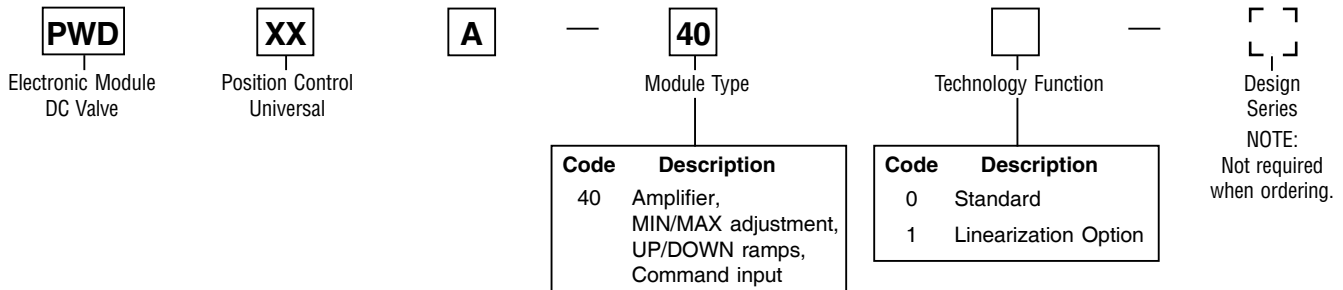 PWD XX A — 40 —
Electronic Module
DC Valve
Position Control
Universal
Module Type
Technology Function
Design
Series
NOTE:
Not required
when ordering.
Code Description
40 Amplifier,
MIN/MAX adjustment,
UP/DOWN ramps,
Command input
Code Description
0 Standard
1 Linearization Option